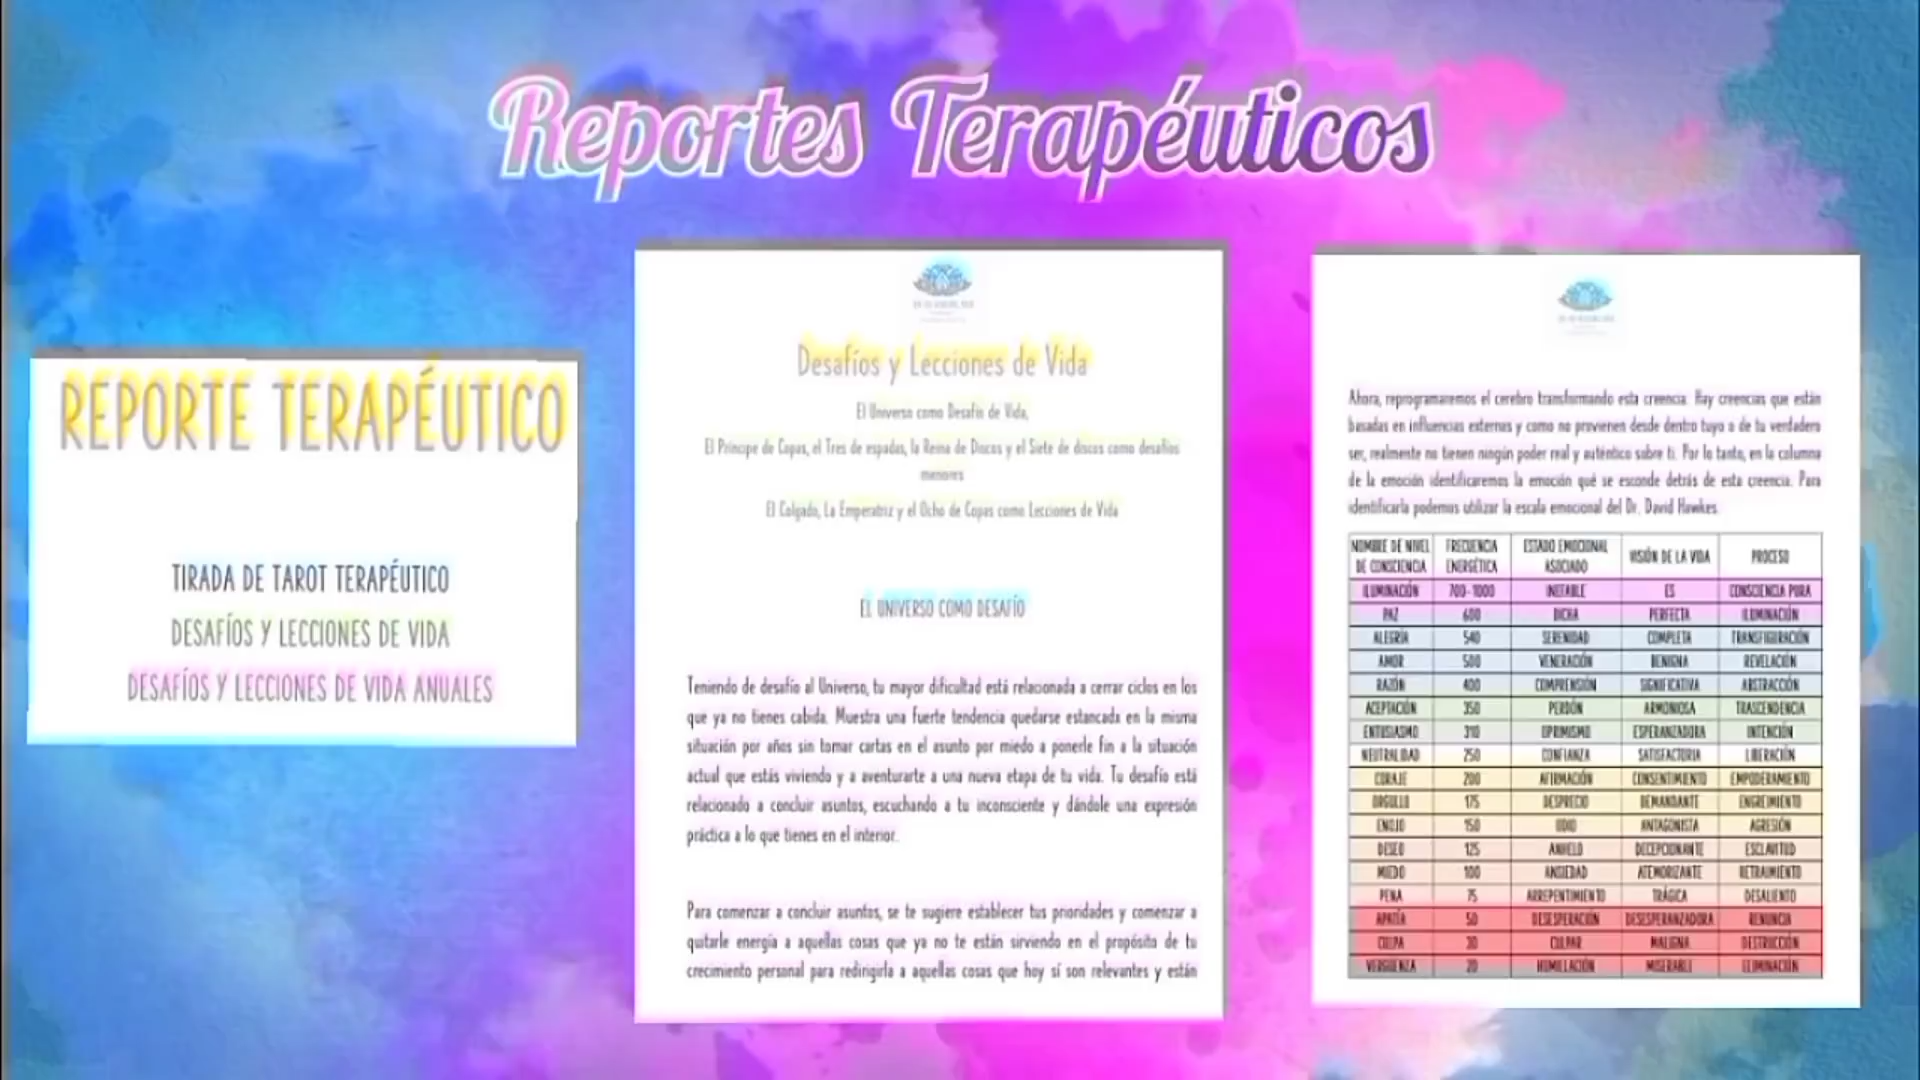 Reportes Terapéuticos
REPORTE TERAPÉUTICO
TIRADA DE TAROT TERAPÉUTICO
DESAFÍOS Y LECCIONES DE VIDA
DESAFÍOS Y LECCIONES DE VIDA ANUALES
Desafíos y Lecciones de Vida
El Universo como Desafío de Vida,
El Príncipe de Copas, el Tres de espadas, la Reina de Discos y el Siete de discos como desafíos
menores
El Colgado, La Emperatriz y el Ocho de Copas como Lecciones de Vida
EL UNIVERSO COMO DESAFÍO
Teniendo de desafío al Universo, tu mayor dificultad está relacionada a cerrar ciclos en los
que ya no tienes cabida. Muestra una fuerte tendencia quedarse estancada en la misma
situación por años sin tomar cartas en el asunto por miedo a ponerle fin a la situación
actual que estás viviendo y a aventurarte a una nueva etapa de tu vida. Tu desafío está
relacionado a concluir asuntos, escuchando a tu inconsciente y dándole una expresión
práctica a lo que tienes en el interior.
Para comenzar a concluir asuntos, se te sugiere establecer tus prioridades y comenzar a
quitarle energía a aquellas cosas que ya no te están sirviendo en el propósito de tu
crecimiento personal para redirigirla a aquellas cosas que hoy sí son relevantes y están
Ahora, reprogramaremos el cerebro transformando esta creencia. Hay creencias que están
basadas en influencias externas y como no provienen desde dentro tuyo o de tu verdadero
ser, realmente no tienen ningún poder real y auténtico sobre ti. Por lo tanto, en la columna
de la emoción identificaremos la emoción qué se esconde detrás de esta creencia. Para
identificarla podemos utilizar la escala emocional del Dr. David Hawkes.
NOMBRE DE NIVEL DE CONSCIENCIA FRECUENCIA ENERGÉTICA ESTADO EMOCIONAL ASOCIADO VISIÓN DE LA VIDA PROCESO
ILUMINACIÓN 700-1000 INEFABLE ES CONSCIENCIA PURA
PAZ 600 DICHA PERFECTA ILUMINACIÓN
ALEGRÍA 540 SERENIDAD COMPLETA TRANSFIGURACIÓN
AMOR 500 VENERACIÓN BENIGNA REVELACIÓN
RAZÓN 400 COMPRENSIÓN SIGNIFICATIVA ABSTRACCIÓN
ACEPTACIÓN 350 PERDÓN ARMONIOSA TRASCENDENCIA
ENTUSIASMO 310 OPRIMISMO ESPERANZADORA INTENCIÓN
NEUTRALIDAD 250 CONFIANZA SATISFACTORIA LIBERACIÓN
CORAJE 200 AFIRMACIÓN CONSENTIMIENTO EMPODERAMIENTO
ORGULLO 175 DESPRECIO DEMANDANTE ENGREIMIENTO
ENOJO 150 ODIO ANTAGONISTA AGRESIÓN
DESEO 125 ANHELO DECEPCIONANTE ESCLAVITUD
MIEDO 100 ANSIEDAD ATEMORIZANTE RETRAIMIENTO
PENA 75 ARREPENTIMIENTO TRÁGICA DESALIENTO
APATÍA 50 DESESPERACIÓN DESESPERANZADORA RENUNCIA
CULPA 30 CULPAR MALIGNA DESTRUCCIÓN
VERGÜENZA 20 HUMILLACIÓN MISERABLE ELIMINACIÓN